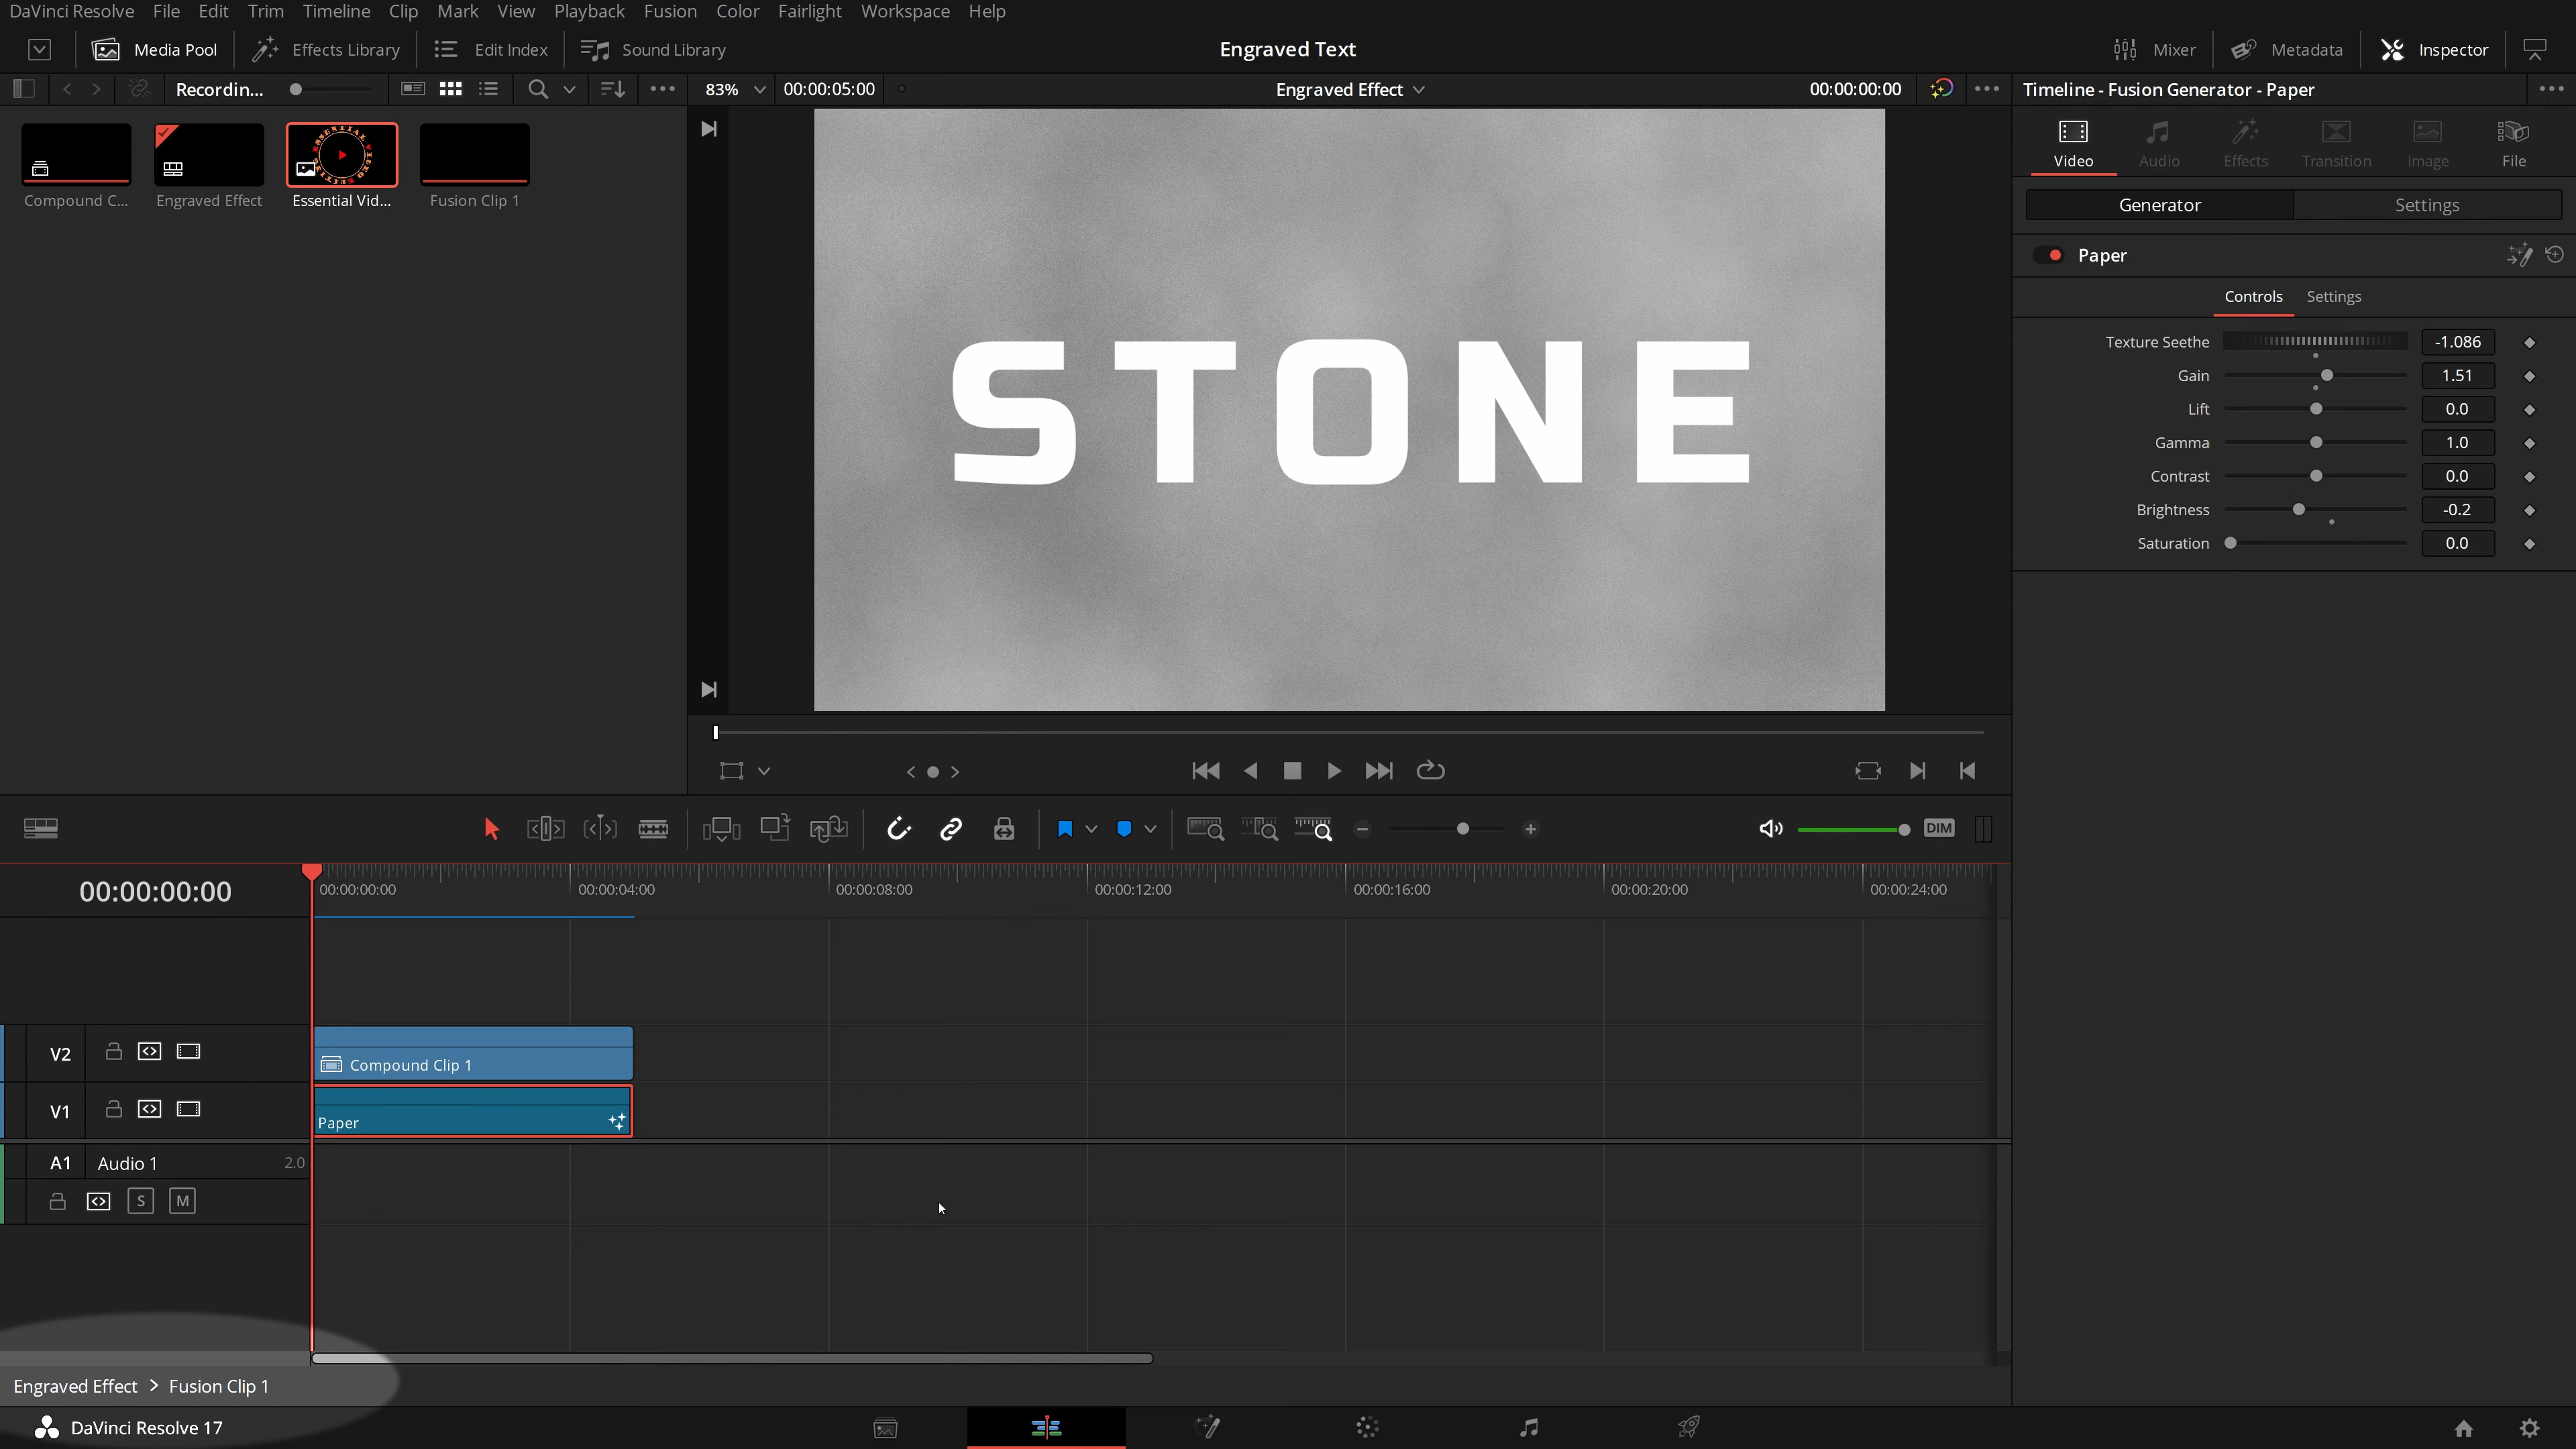 DaVinci Resolve File Edit Trim Timeline Clip Mark View Playback Fusion Color Fairlight Workspace Help
Media Pool Effects Library Edit Index Sound Library Engraved Text Mixer Metadata Inspector
Recordin... 83% 00:00:05:00 Engraved Effect 00:00:00:00 Timeline - Fusion Generator - Paper
Video Audio Effects Transition Image File
Compound C... Engraved Effect Essential Vid... Fusion Clip 1
Generator Settings
Paper
Controls Settings
Texture Seethe -1.086
Gain 1.51
Lift 0.0
Gamma 1.0
Contrast 0.0
Brightness -0.2
Saturation 0.0
STONE
DIM
00:00:00:00 00:00:00:00 00:00:04:00 00:00:08:00 00:00:12:00 00:00:16:00 00:00:20:00 00:00:24:00
V2 Compound Clip 1
V1 Paper
A1 Audio 1 2.0
S M
Engraved Effect > Fusion Clip 1
DaVinci Resolve 17